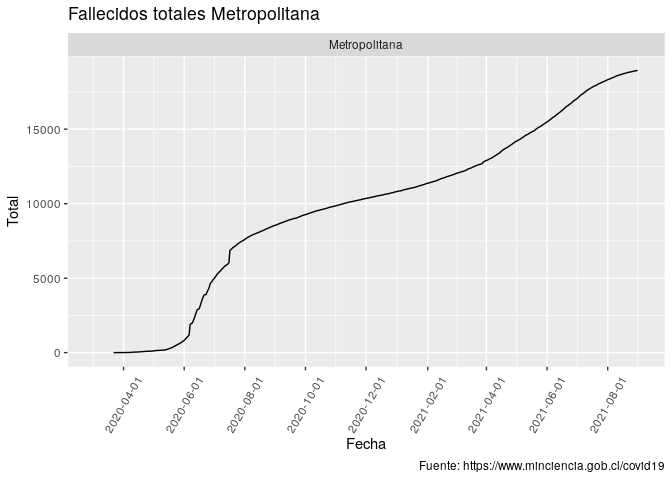 Fallecidos totales Metropolitana
Metropolitana
Total
15000
10000
5000
0
2020-04-01
2020-06-01
2020-08-01
2020-10-01
2020-12-01
2021-02-01
2021-04-01
2021-06-01
2021-08-01
Fecha
Fuente: https://www.minciencia.gob.cl/covid19